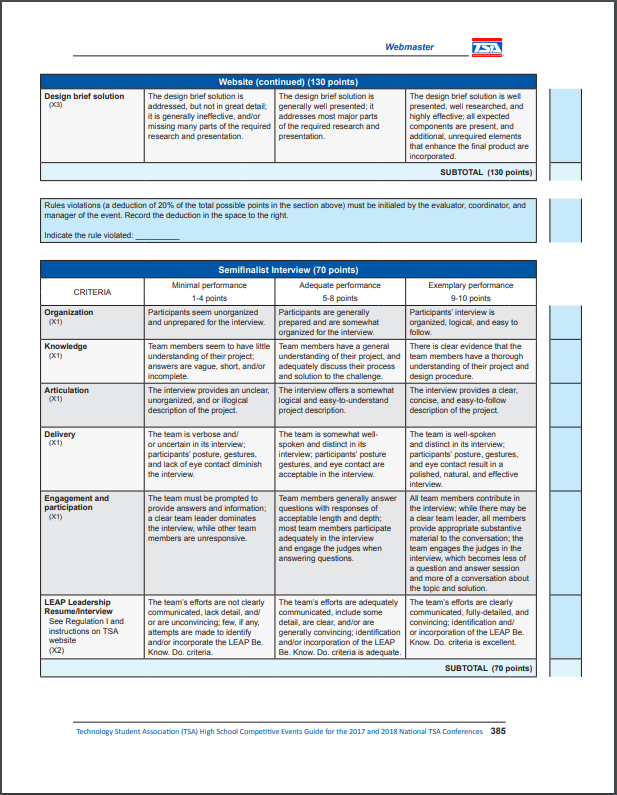 Webmaster
TSA
Website (continued) (130 points)
Design brief solution
(X3)
The design brief solution is
addressed, but not in great detail;
it is generally ineffective, and/or
missing many parts of the required
research and presentation.
The design brief solution is
generally well presented; it
addresses most major parts
of the required research and
presentation.
The design brief solution is well
presented, well researched, and
highly effective; all expected
components are present, and
additional, unrequired elements
that enhance the final product are
incorporated.
SUBTOTAL (130 points)
Rules violations (a deduction of 20% of the total possible points in the section above) must be initialed by the evaluator, coordinator, and
manager of the event. Record the deduction in the space to the right.
Indicate the rule violated: __________
Semifinalist Interview (70 points)
CRITERIA
Minimal performance
1-4 points
Adequate performance
5-8 points
Exemplary performance
9-10 points
Organization
(X1)
Participants seem unorganized
and unprepared for the interview.
Participants are generally
prepared and are somewhat
organized for the interview.
Participants' interview is
organized, logical, and easy to
follow.
Knowledge
(X1)
Team members seem to have little
understanding of their project;
answers are vague, short, and/or
incomplete.
Team members have a general
understanding of their project, and
adequately discuss their process
and solution to the challenge.
There is clear evidence that the
team members have a thorough
understanding of their project and
design procedure.
Articulation
(X1)
The interview provides an unclear,
unorganized, and or illogical
description of the project.
The interview offers a somewhat
logical and easy-to-understand
project description.
The interview provides a clear,
concise, and easy-to-follow
description of the project.
Delivery
(X1)
The team is verbose and/
or uncertain in its interview;
participants' posture, gestures,
and lack of eye contact diminish
the interview.
The team is somewhat well-
spoken and distinct in its
interview; participants' posture
gestures, and eye contact are
acceptable in the interview.
The team is well-spoken
and distinct in its interview;
participants' posture, gestures,
and eye contact result in a
polished, natural, and effective
interview.
Engagement and
participation
(X1)
The team must be prompted to
provide answers and information;
a clear team leader dominates
the interview, while other team
members are unresponsive.
Team members generally answer
questions with responses of
acceptable length and depth;
most team members participate
adequately in the interview
and engage the judges when
answering questions.
All team members contribute in
the interview; while there may be
a clear team leader, all members
provide appropriate substantive
material to the conversation; the
team engages the judges in the
interview, which becomes less of
a question and answer session
and more of a conversation about
the topic and solution.
LEAP Leadership
Resume/Interview
See Regulation I and
instructions on TSA
website
(X2)
The team's efforts are not clearly
communicated, lack detail, and/
or are unconvincing; few, if any,
attempts are made to identify
and/or incorporate the LEAP Be.
Know. Do. criteria.
The team's efforts are adequately
communicated, include some
detail, are clear, and/or are
generally convincing; identification
and/or incorporation of the LEAP
Be. Know. Do. criteria is adequate.
The team's efforts are clearly
communicated, fully-detailed, and
convincing; identification and/
or incorporation of the LEAP Be.
Know. Do. criteria is excellent.
SUBTOTAL (70 points)
Technology Student Association (TSA) High School Competitive Events Guide for the 2017 and 2018 National TSA Conferences 385